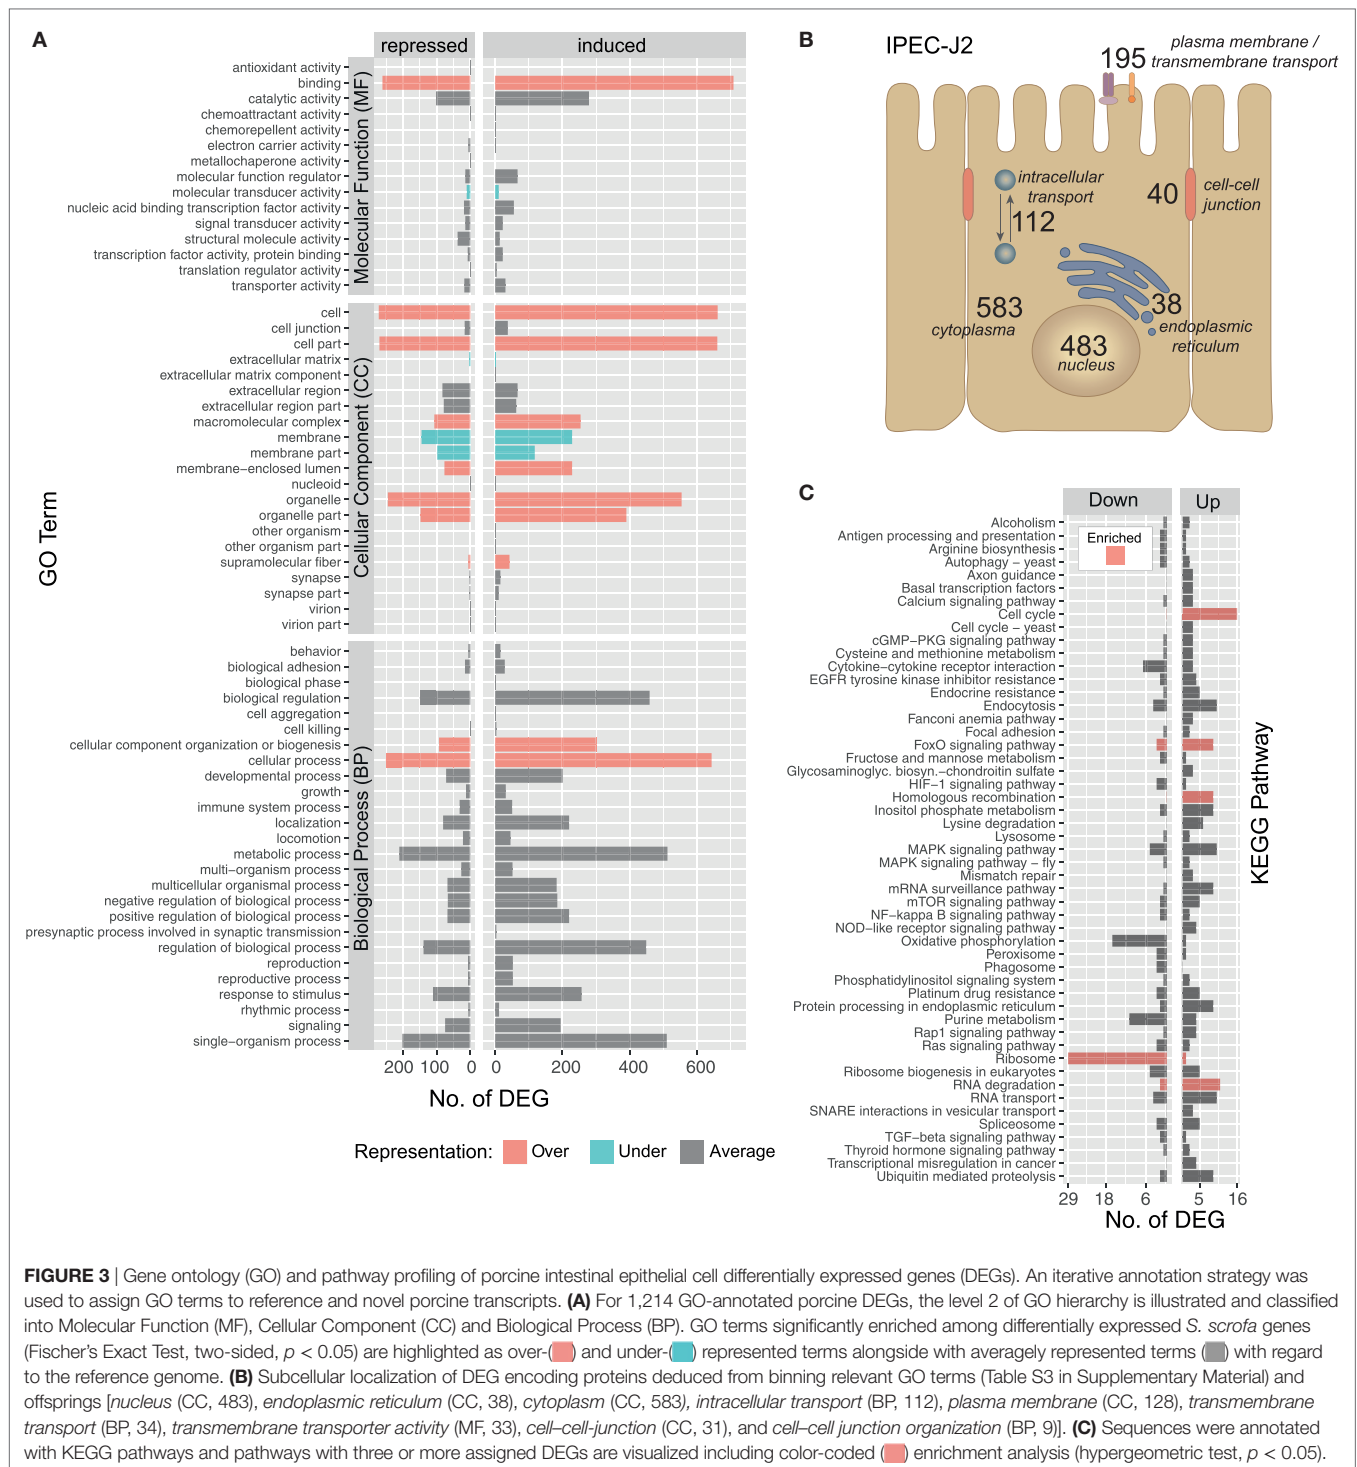 A
repressed
induced
Molecular Function (MF)
antioxidant activity
binding
catalytic activity
chemoattractant activity
chemorepellent activity
electron carrier activity
metallochaperone activity
molecular function regulator
molecular transducer activity
nucleic acid binding transcription factor activity
signal transducer activity
structural molecule activity
transcription factor activity, protein binding
translation regulator activity
transporter activity
Cellular Component (CC)
cell
cell junction
cell part
extracellular matrix
extracellular matrix component
extracellular region
extracellular region part
macromolecular complex
membrane
membrane part
membrane−enclosed lumen
nucleoid
organelle
organelle part
other organism
other organism part
supramolecular fiber
synapse
synapse part
virion
virion part
GO Term
Biological Process (BP)
behavior
biological adhesion
biological phase
biological regulation
cell aggregation
cell killing
cellular component organization or biogenesis
cellular process
developmental process
growth
immune system process
localization
locomotion
metabolic process
multi−organism process
multicellular organismal process
negative regulation of biological process
positive regulation of biological process
presynaptic process involved in synaptic transmission
regulation of biological process
reproduction
reproductive process
response to stimulus
rhythmic process
signaling
single−organism process
200 100 0 0 200 400 600
No. of DEG
Representation: Over Under Average
B
IPEC-J2
195 plasma membrane /
transmembrane transport
intracellular
transport
112
40 cell-cell
junction
583
cytoplasma
38
endoplasmic
reticulum
483
nucleus
C
Down
Up
Enriched
Alcoholism
Antigen processing and presentation
Arginine biosynthesis
Autophagy − yeast
Axon guidance
Basal transcription factors
Calcium signaling pathway
Cell cycle
Cell cycle − yeast
cGMP−PKG signaling pathway
Cysteine and methionine metabolism
Cytokine−cytokine receptor interaction
EGFR tyrosine kinase inhibitor resistance
Endocrine resistance
Endocytosis
Fanconi anemia pathway
Focal adhesion
FoxO signaling pathway
Fructose and mannose metabolism
Glycosaminoglyc. biosyn.−chondroitin sulfate
HIF−1 signaling pathway
Homologous recombination
Inositol phosphate metabolism
Lysine degradation
Lysosome
MAPK signaling pathway
MAPK signaling pathway − fly
Mismatch repair
mRNA surveillance pathway
mTOR signaling pathway
NF−kappa B signaling pathway
NOD−like receptor signaling pathway
Oxidative phosphorylation
Peroxisome
Phagosome
Phosphatidylinositol signaling system
Platinum drug resistance
Protein processing in endoplasmic reticulum
Purine metabolism
Rap1 signaling pathway
Ras signaling pathway
Ribosome
Ribosome biogenesis in eukaryotes
RNA degradation
RNA transport
SNARE interactions in vesicular transport
Spliceosome
TGF−beta signaling pathway
Thyroid hormone signaling pathway
Transcriptional misregulation in cancer
Ubiquitin mediated proteolysis
KEGG Pathway
29 18 6 5 16
No. of DEG
FIGURE 3 | Gene ontology (GO) and pathway profiling of porcine intestinal epithelial cell differentially expressed genes (DEGs). An iterative annotation strategy was
used to assign GO terms to reference and novel porcine transcripts. (A) For 1,214 GO-annotated porcine DEGs, the level 2 of GO hierarchy is illustrated and classified
into Molecular Function (MF), Cellular Component (CC) and Biological Process (BP). GO terms significantly enriched among differentially expressed S. scrofa genes
(Fischer's Exact Test, two-sided, p < 0.05) are highlighted as over-( ) and under-( ) represented terms alongside with averagely represented terms ( ) with regard
to the reference genome. (B) Subcellular localization of DEG encoding proteins deduced from binning relevant GO terms (Table S3 in Supplementary Material) and
offsprings [nucleus (CC, 483), endoplasmic reticulum (CC, 38), cytoplasm (CC, 583), intracellular transport (BP, 112), plasma membrane (CC, 128), transmembrane
transport (BP, 34), transmembrane transporter activity (MF, 33), cell–cell-junction (CC, 31), and cell–cell junction organization (BP, 9)]. (C) Sequences were annotated
with KEGG pathways and pathways with three or more assigned DEGs are visualized including color-coded ( ) enrichment analysis (hypergeometric test, p < 0.05).